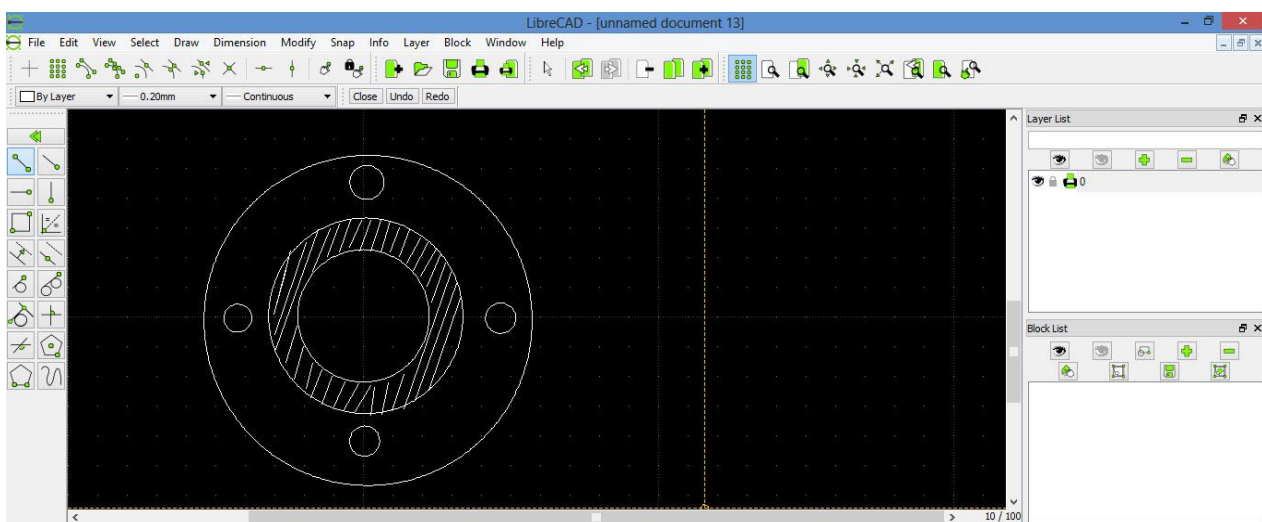 LibreCAD - [unnamed document 13]
File Edit View Select Draw Dimension Modify Snap Info Layer Block Window Help
By Layer 0.20mm Continuous Close Undo Redo
Layer List
0
Block List
10 / 100